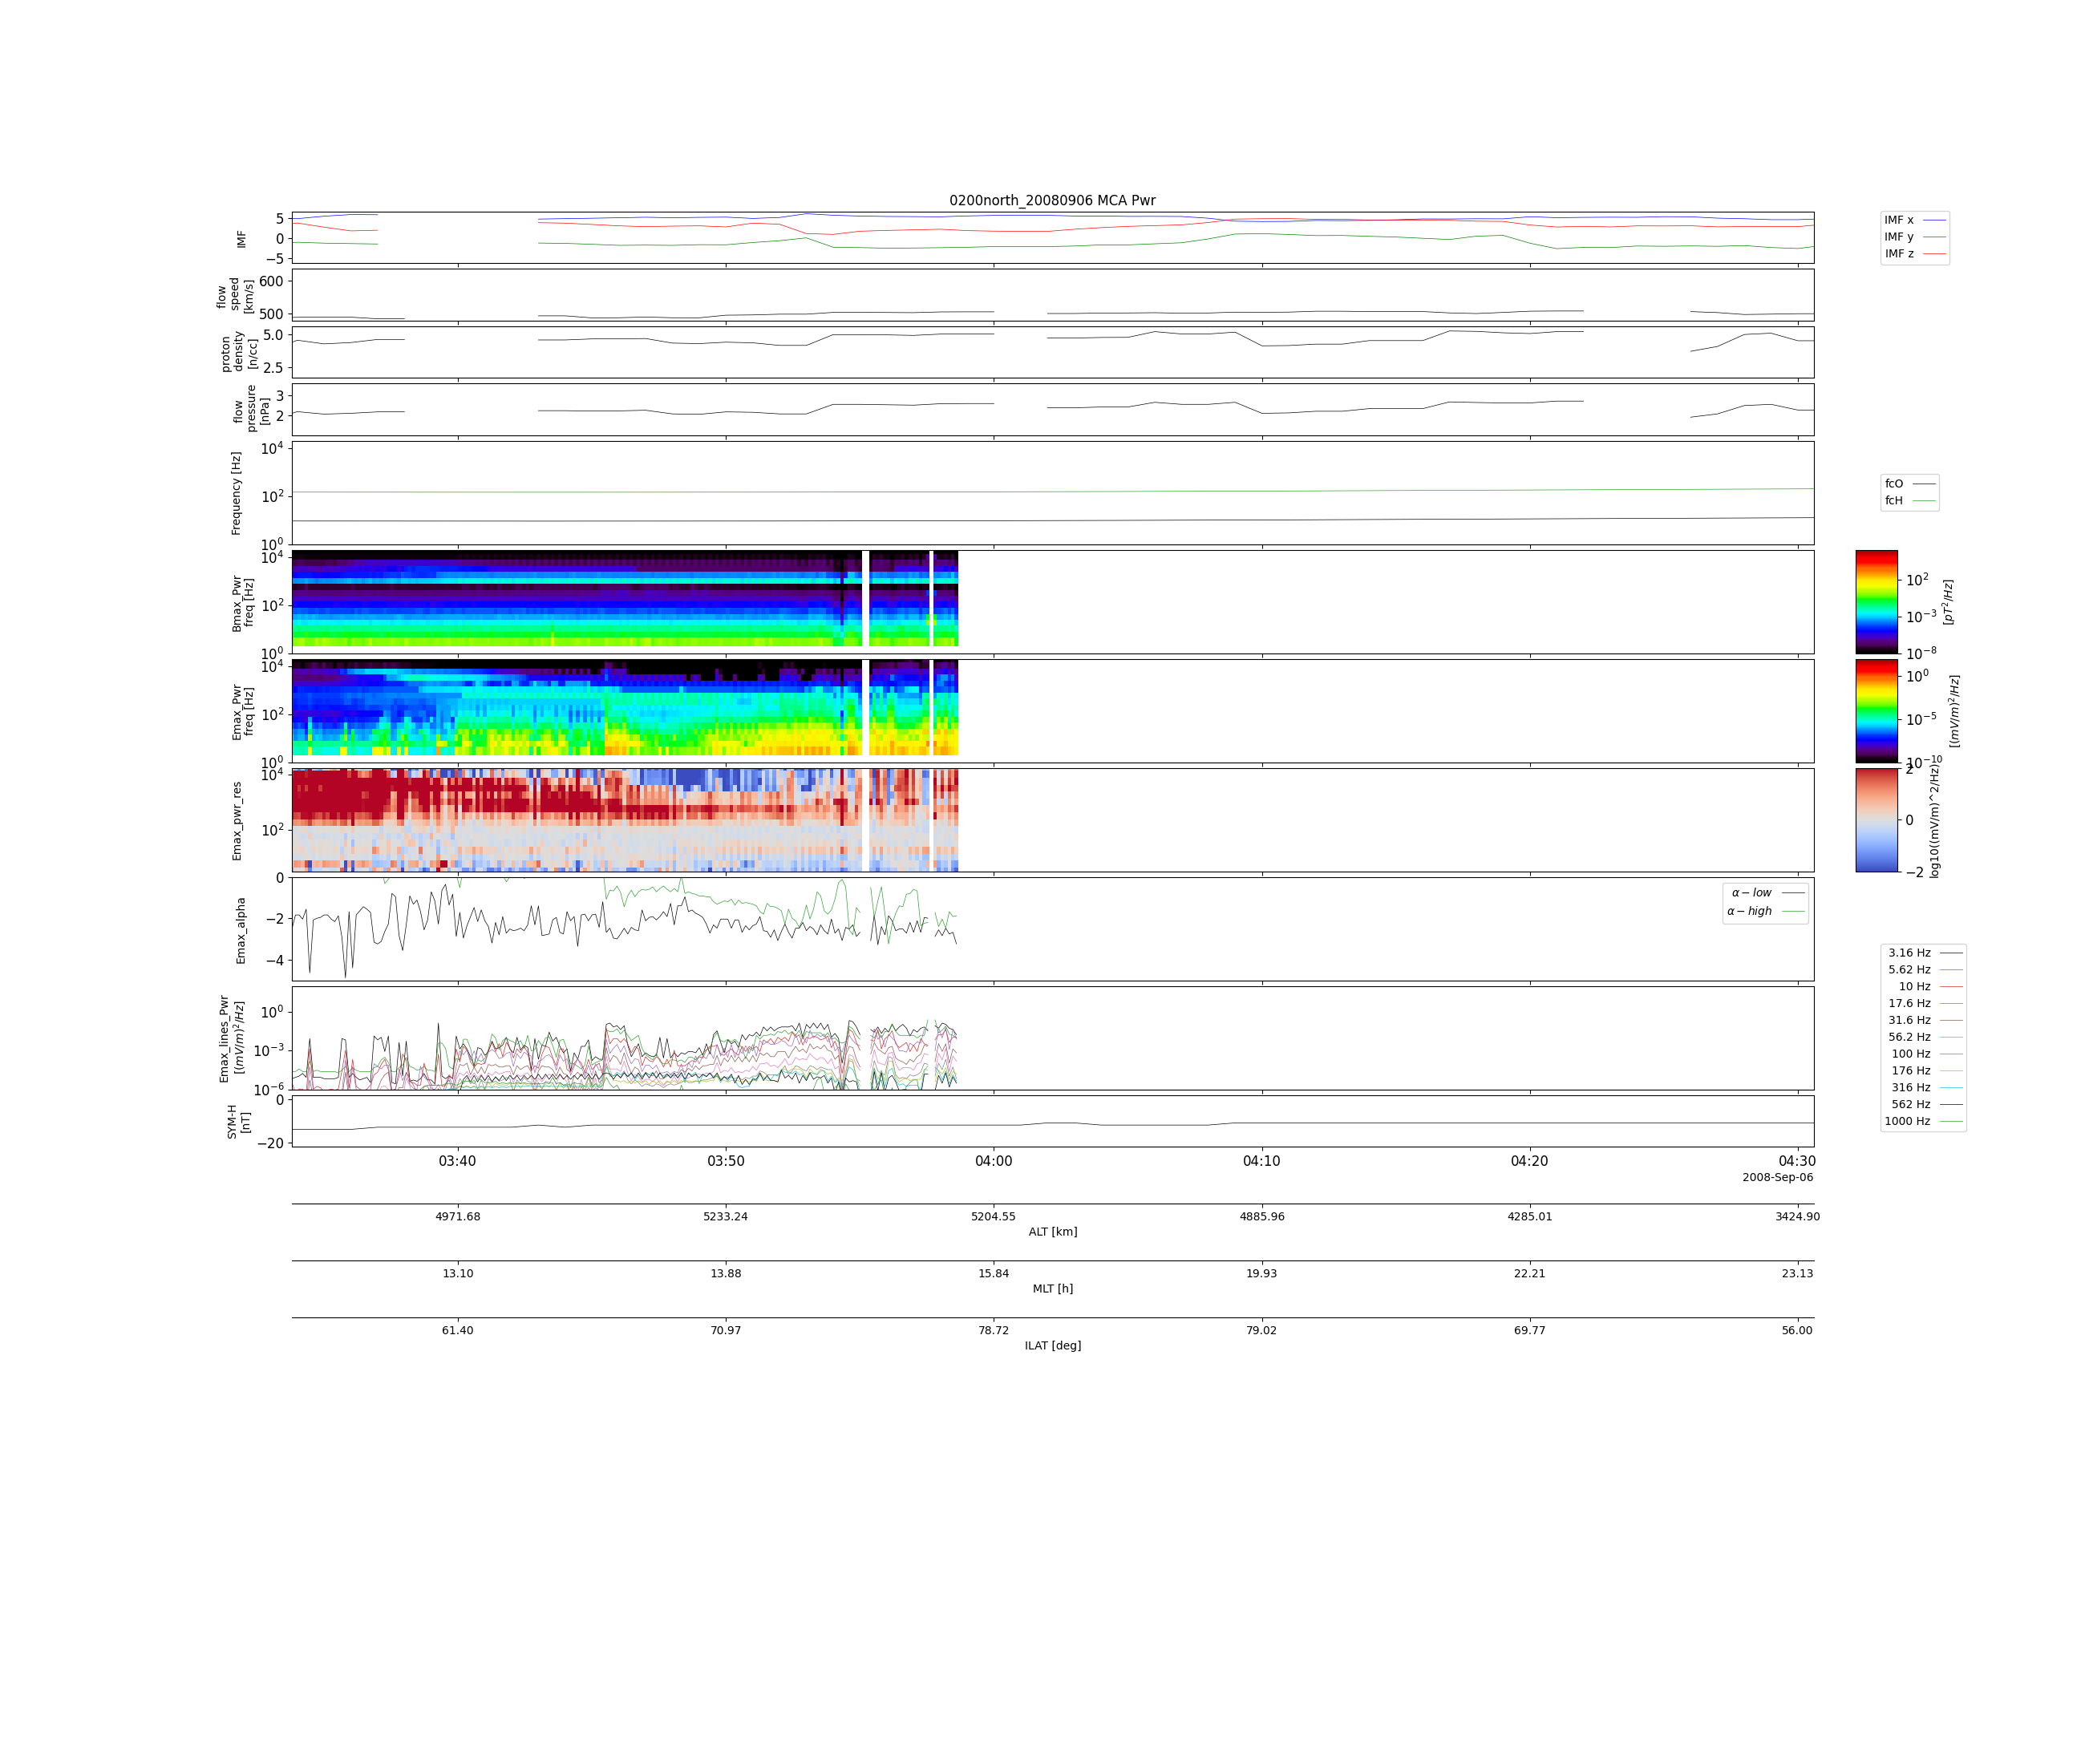 0200north_20080906 MCA Pwr
IMF
5
0
−5
IMF x
IMF y
IMF z
flow
speed
[km/s]
600
500
proton
density
[n/cc]
5.0
2.5
flow
pressure
[nPa]
3
2
Frequency [Hz]
10^4
10^2
10^0
fcO
fcH
Bmax_Pwr
freq [Hz]
10^4
10^2
10^0
10^2
10^−3
10^−8
[pT^2/Hz]
Emax_Pwr
freq [Hz]
10^4
10^2
10^0
10^0
10^−5
10^−10
[(mV/m)^2/Hz]
Emax_pwr_res
10^4
10^2
2
0
−2
log10((mV/m)^2/Hz)
Emax_alpha
0
−2
−4
α − low
α − high
Emax_lines_Pwr
[(mV/m)^2/Hz]
10^0
10^−3
10^−6
3.16 Hz
5.62 Hz
10 Hz
17.6 Hz
31.6 Hz
56.2 Hz
100 Hz
176 Hz
316 Hz
562 Hz
1000 Hz
SYM-H
[nT]
0
−20
03:40 03:50 04:00 04:10 04:20 04:30
2008-Sep-06
4971.68 5233.24 5204.55 4885.96 4285.01 3424.90
ALT [km]
13.10 13.88 15.84 19.93 22.21 23.13
MLT [h]
61.40 70.97 78.72 79.02 69.77 56.00
ILAT [deg]